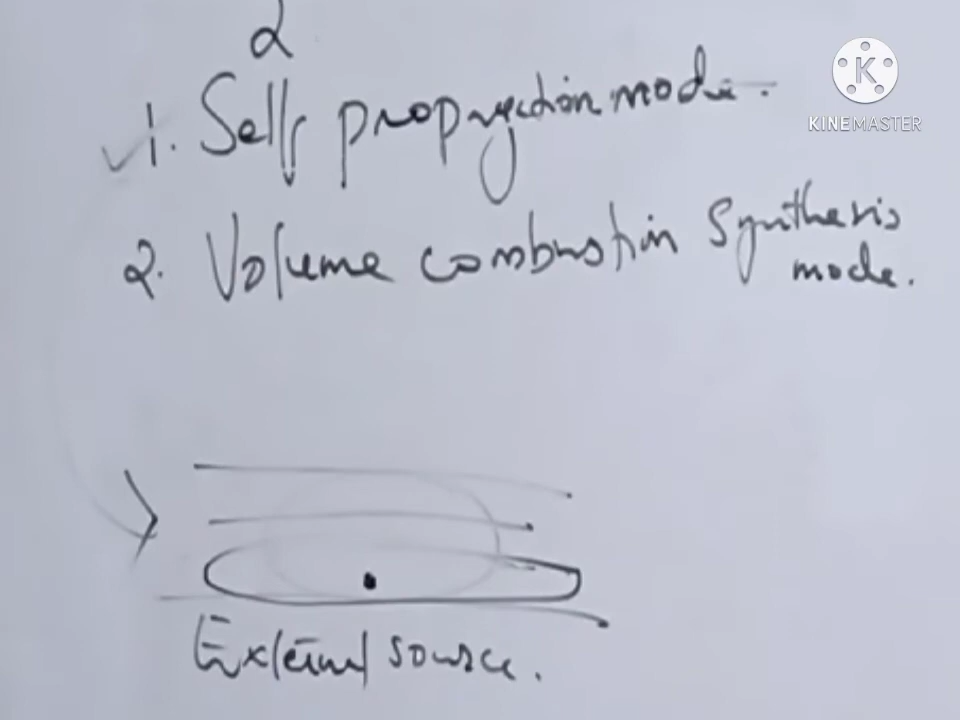 2
1. Self propagation mode.
2. Volume combustion Synthesis
mode.
External source.
K
KINEMASTER